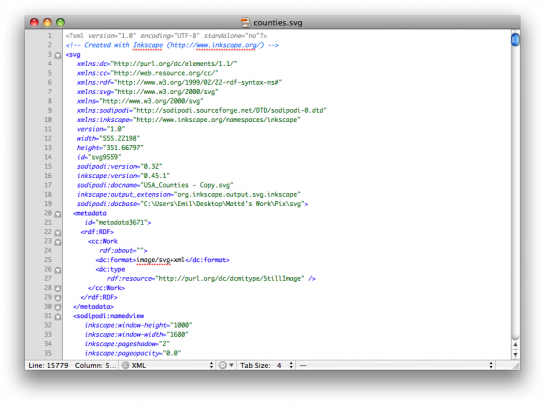 counties.svg
1 <?xml version="1.0" encoding="UTF-8" standalone="no"?>
2 <!-- Created with Inkscape (http://www.inkscape.org/) -->
3 <svg
4 xmlns:dc="http://purl.org/dc/elements/1.1/"
5 xmlns:cc="http://web.resource.org/cc/"
6 xmlns:rdf="http://www.w3.org/1999/02/22-rdf-syntax-ns#"
7 xmlns:svg="http://www.w3.org/2000/svg"
8 xmlns="http://www.w3.org/2000/svg"
9 xmlns:sodipodi="http://sodipodi.sourceforge.net/DTD/sodipodi-0.dtd"
10 xmlns:inkscape="http://www.inkscape.org/namespaces/inkscape"
11 version="1.0"
12 width="555.22198"
13 height="351.66797"
14 id="svg9559"
15 sodipodi:version="0.32"
16 inkscape:version="0.45.1"
17 sodipodi:docname="USA_Counties - Copy.svg"
18 inkscape:output_extension="org.inkscape.output.svg.inkscape"
19 sodipodi:docbase="C:\Users\Emil\Desktop\Matté's Work\Pix\svg">
20 <metadata
21 id="metadata3671">
22 <rdf:RDF>
23 <cc:Work
24 rdf:about="">
25 <dc:format>image/svg+xml</dc:format>
26 <dc:type
27 rdf:resource="http://purl.org/dc/dcmitype/StillImage" />
28 </cc:Work>
29 </rdf:RDF>
30 </metadata>
31 <sodipodi:namedview
32 inkscape:window-height="1000"
33 inkscape:window-width="1680"
34 inkscape:pageshadow="2"
35 inkscape:pageopacity="0.0"
Line: 15779 Column: 5... XML Tab Size: 4 —